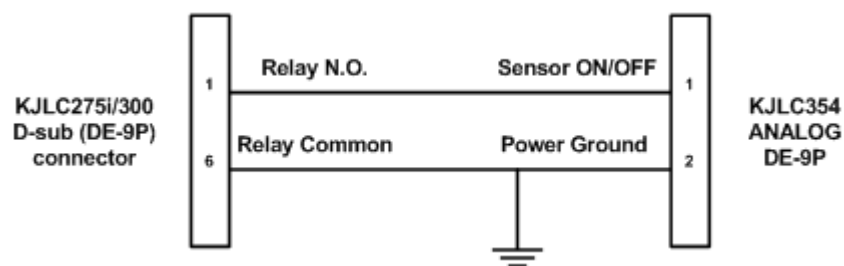 KJLC275i/300
D-sub (DE-9P)
connector
1
Relay N.O.
Sensor ON/OFF
1
6
Relay Common
Power Ground
2
KJLC354
ANALOG
DE-9P